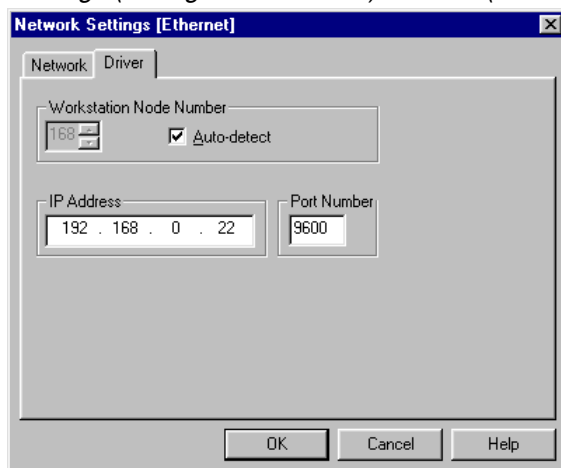 Network Settings [Ethernet]
Network Driver
Workstation Node Number
168 Auto-detect
IP Address Port Number
192 . 168 . 0 . 22 9600
OK Cancel Help